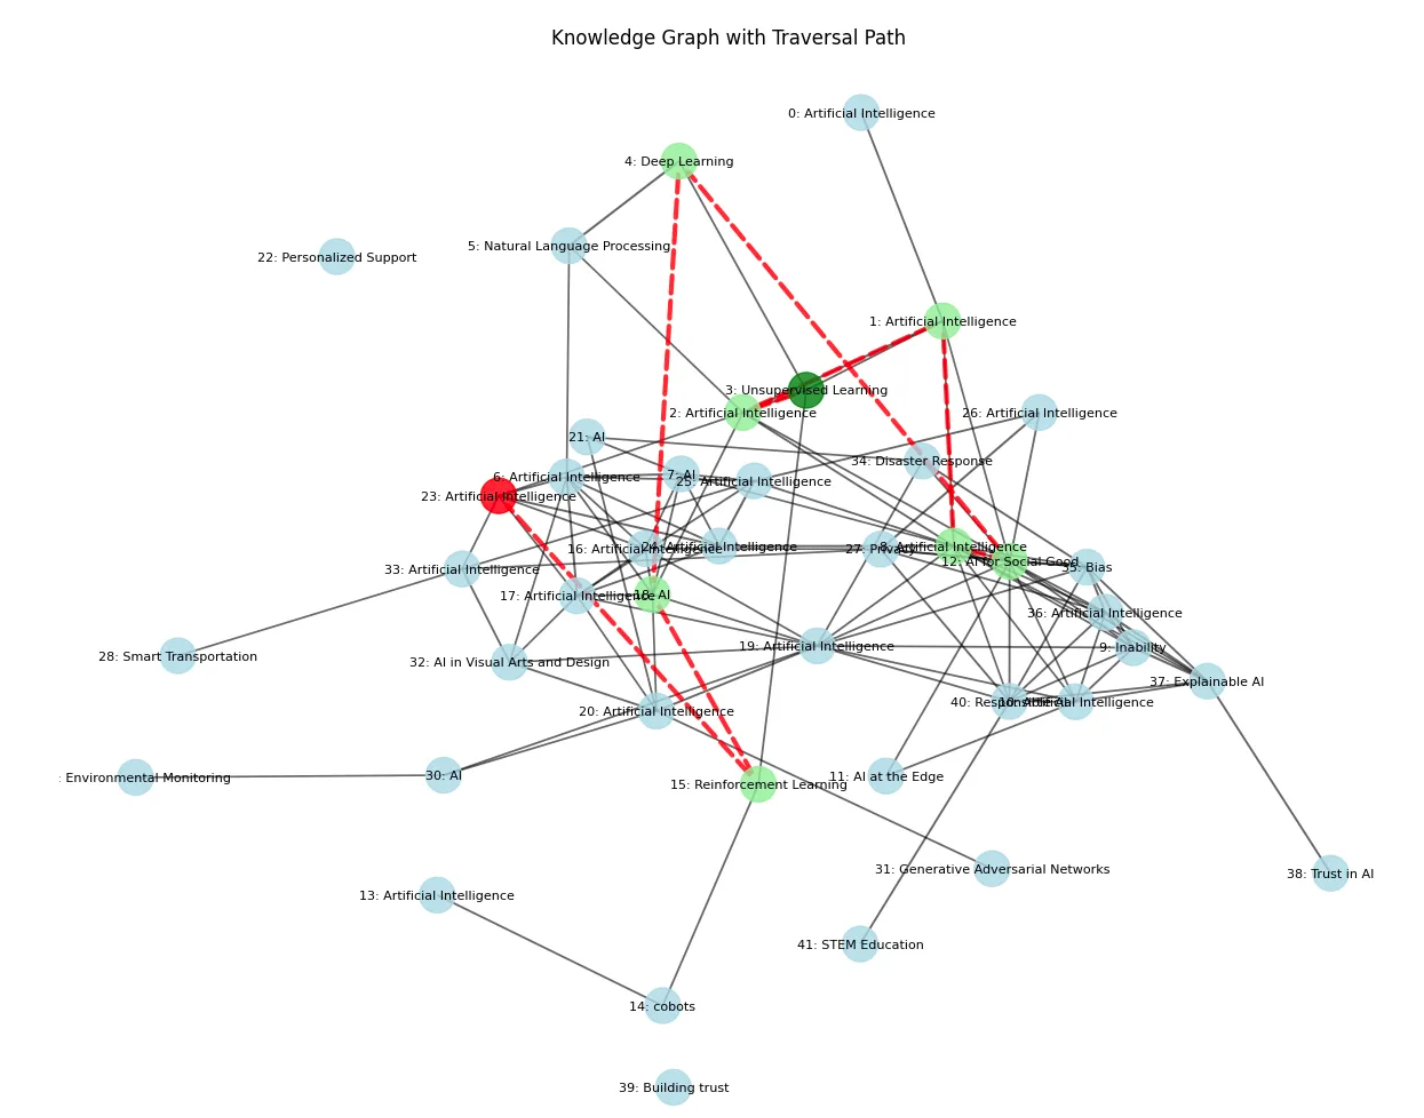 Knowledge Graph with Traversal Path
0: Artificial Intelligence
4: Deep Learning
5: Natural Language Processing
22: Personalized Support
1: Artificial Intelligence
3: Unsupervised Learning
2: Artificial Intelligence
26: Artificial Intelligence
21: AI
34: Disaster Response
6: Artificial Intelligence
7: AI
25: Artificial Intelligence
23: Artificial Intelligence
16: Artificial Intelligence
24: Artificial Intelligence
27: Privacy
8: Artificial Intelligence
12: AI for Social Good
35: Bias
33: Artificial Intelligence
17: Artificial Intelligence
18: AI
36: Artificial Intelligence
19: Artificial Intelligence
9: Inability
28: Smart Transportation
32: AI in Visual Arts and Design
37: Explainable AI
40: Responsible AI
10: Artificial Intelligence
20: Artificial Intelligence
: Environmental Monitoring
30: AI
15: Reinforcement Learning
11: AI at the Edge
31: Generative Adversarial Networks
38: Trust in AI
13: Artificial Intelligence
41: STEM Education
14: cobots
39: Building trust